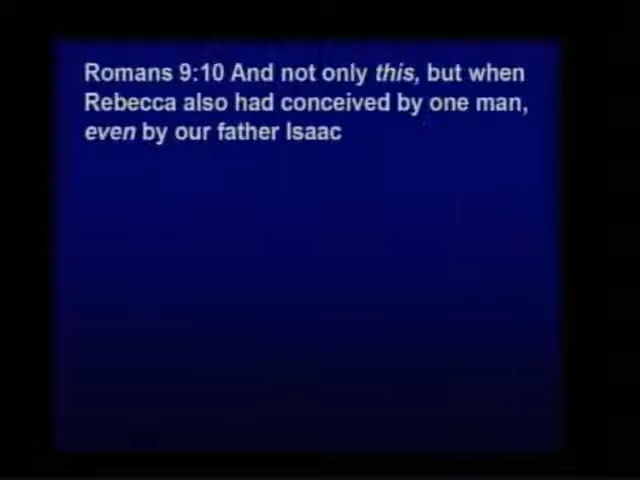 Romans 9:10 And not only this, but when
Rebecca also had conceived by one man,
even by our father Isaac